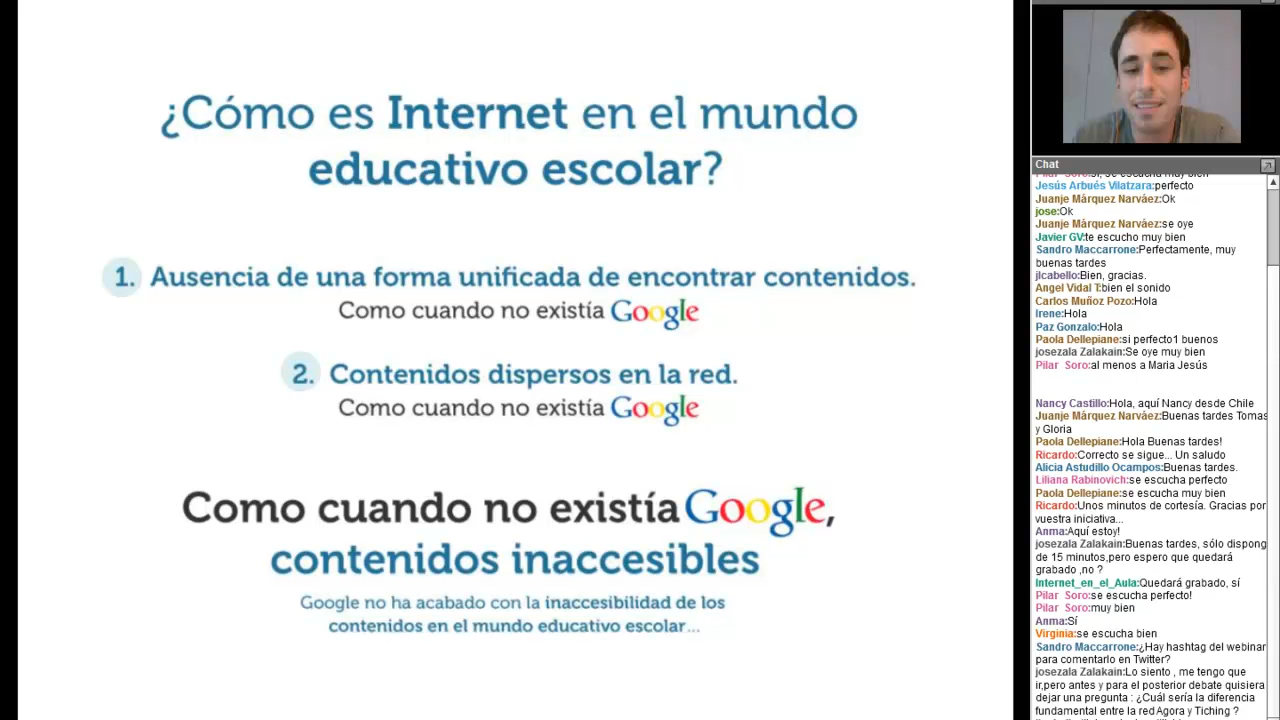 ¿Cómo es Internet en el mundo
educativo escolar?
1. Ausencia de una forma unificada de encontrar contenidos.
Como cuando no existía Google
2. Contenidos dispersos en la red.
Como cuando no existía Google
Como cuando no existía Google,
contenidos inaccesibles
Google no ha acabado con la inaccesibilidad de los
contenidos en el mundo educativo escolar...
Chat
Pilar Soro:si, se escucha muy bien
Jesús Arbués Vilatzara:perfecto
Juanje Márquez Narváez:Ok
jose:Ok
Juanje Márquez Narváez:se oye
Javier GV:te escucho muy bien
Sandro Maccarrone:Perfectamente, muy
buenas tardes
jlcabello:Bien, gracias.
Angel Vidal T:bien el sonido
Carlos Muñoz Pozo:Hola
Irene:Hola
Paz Gonzalo:Hola
Paola Dellepiane:si perfecto1 buenos
josezala Zalakain:Se oye muy bien
Pilar Soro:al menos a Maria Jesús
Nancy Castillo:Hola, aquí Nancy desde Chile
Juanje Márquez Narváez:Buenas tardes Tomas
y Gloria
Paola Dellepiane:Hola Buenas tardes!
Ricardo:Correcto se sigue... Un saludo
Alicia Astudillo Ocampos:Buenas tardes.
Liliana Rabinovich:se escucha perfecto
Paola Dellepiane:se escucha muy bien
Ricardo:Unos minutos de cortesía. Gracias por
vuestra iniciativa...
Anma:Aquí estoy!
josezala Zalakain:Buenas tardes, sólo dispong
de 15 minutos,pero espero que quedará
grabado ,no ?
Internet_en_el_Aula:Quedará grabado, sí
Pilar Soro:se escucha perfecto!
Pilar Soro:muy bien
Anma:Sí
Virginia:se escucha bien
Sandro Maccarrone:¿Hay hashtag del webinar
para comentarlo en Twitter?
josezala Zalakain:Lo siento , me tengo que
ir,pero antes y para el posterior debate quisiera
dejar una pregunta : ¿Cuál sería la diferencia
fundamental entre la red Agora y Tiching ?